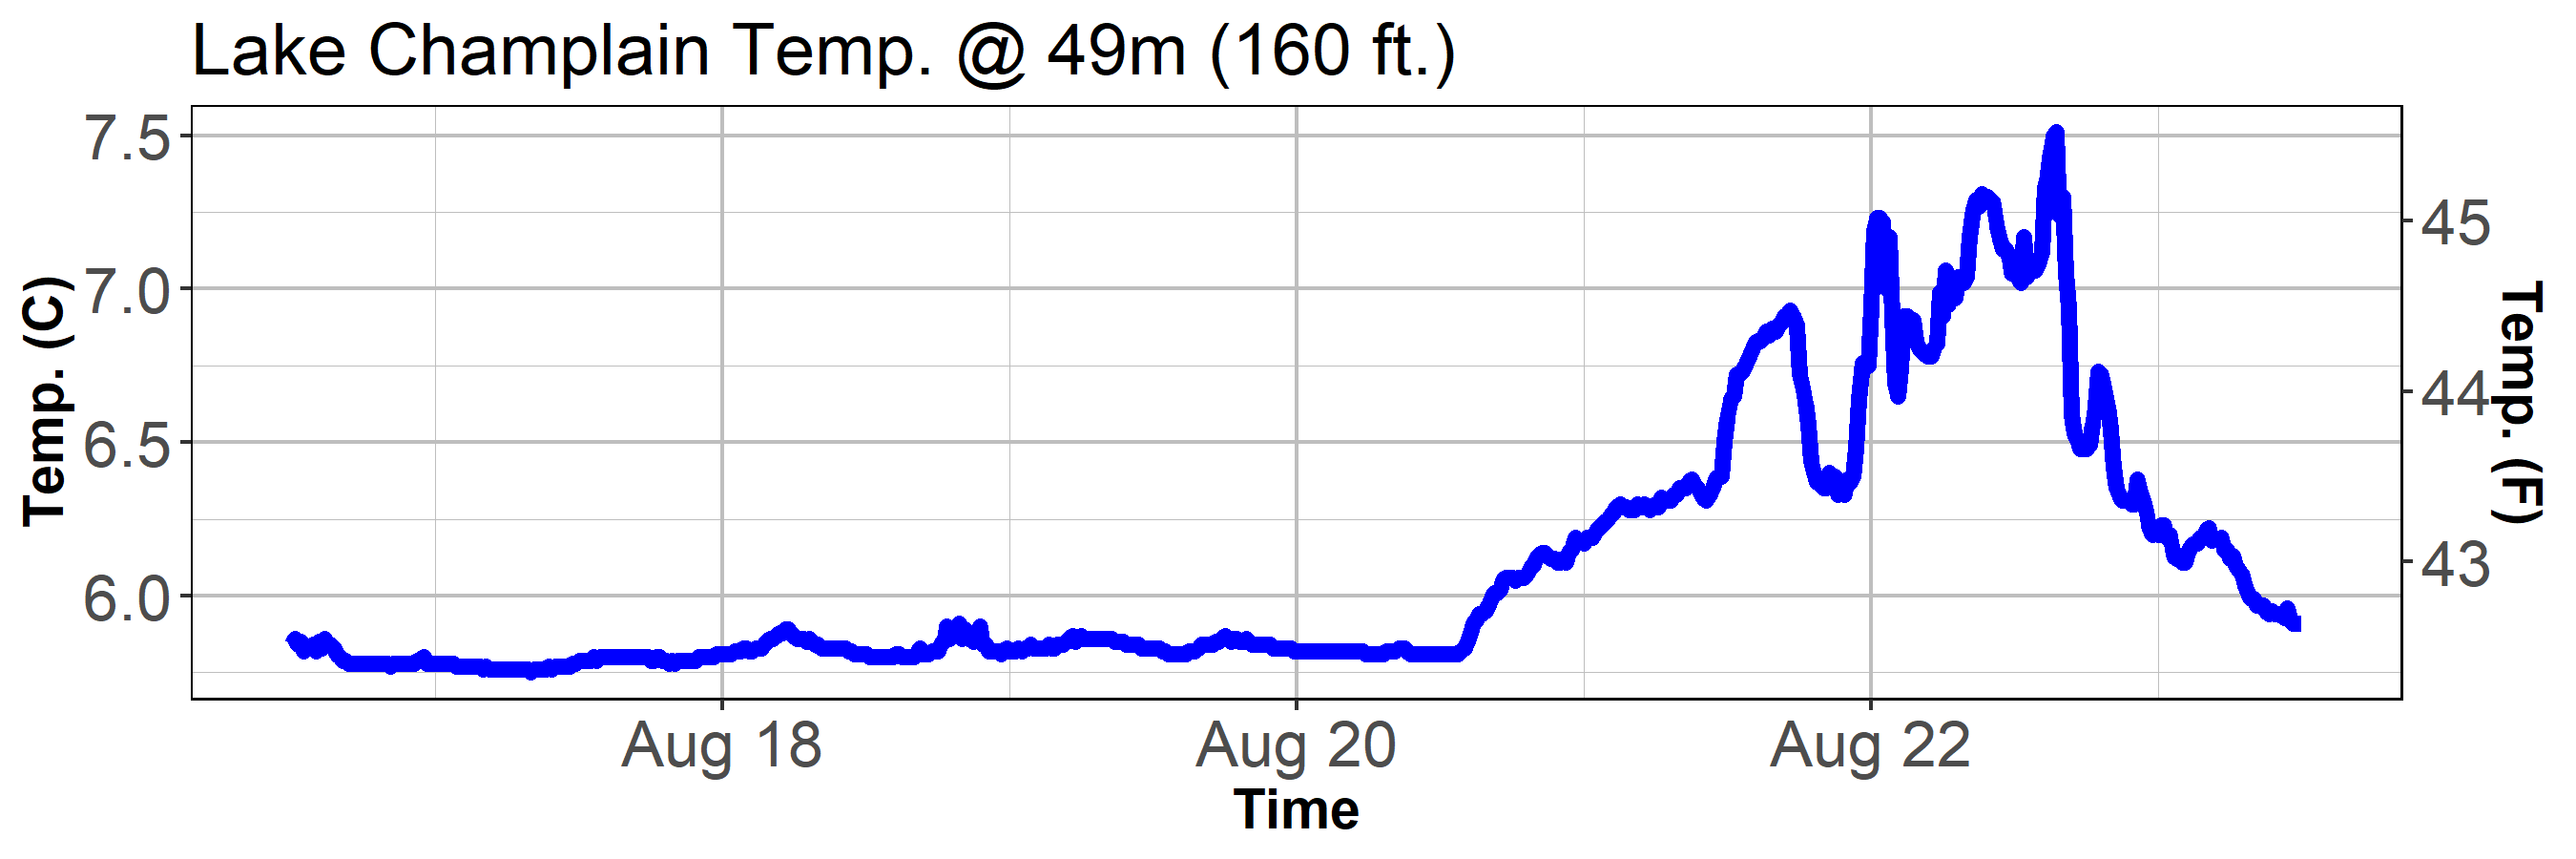 Lake Champlain Temp. @ 49m (160 ft.)
7.5
7.0
6.5
6.0
Temp. (C)
45
44
43
Temp. (F)
Aug 18
Aug 20
Aug 22
Time